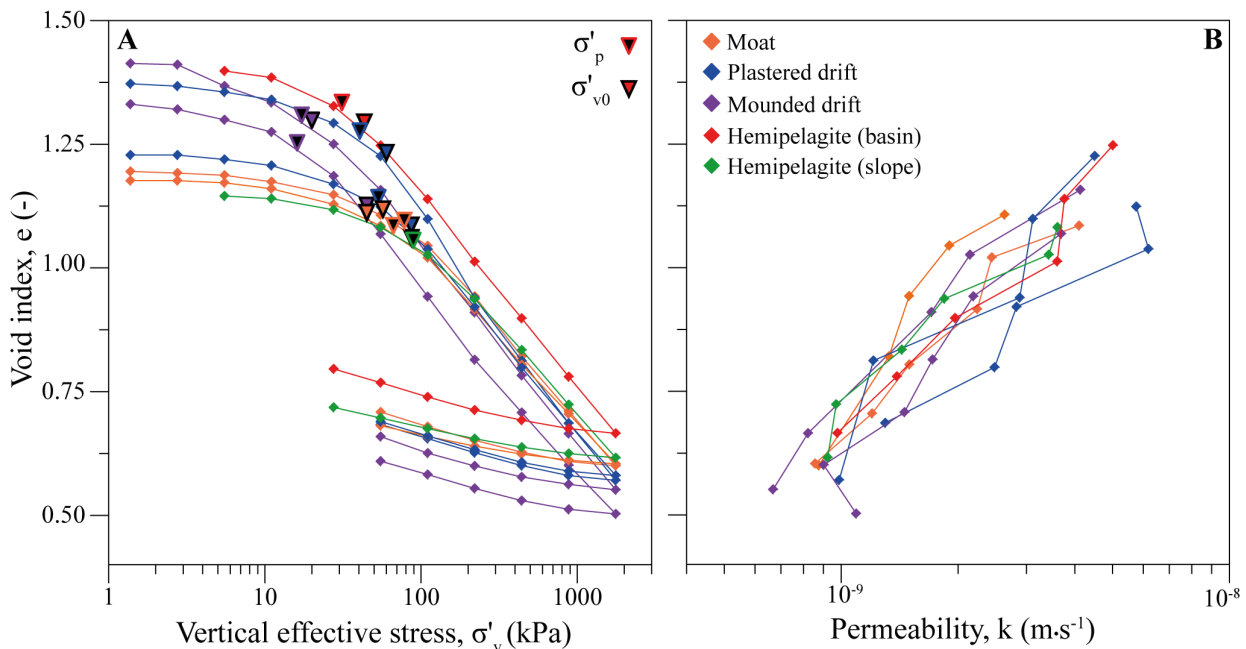 A
1.50
1.25
1.00
0.75
0.50
Void index, e (-)
σ'p
σ'v0
1
10
100
1000
Vertical effective stress, σ'v (kPa)
B
Moat
Plastered drift
Mounded drift
Hemipelagite (basin)
Hemipelagite (slope)
10-9
10-8
Permeability, k (m·s-1)